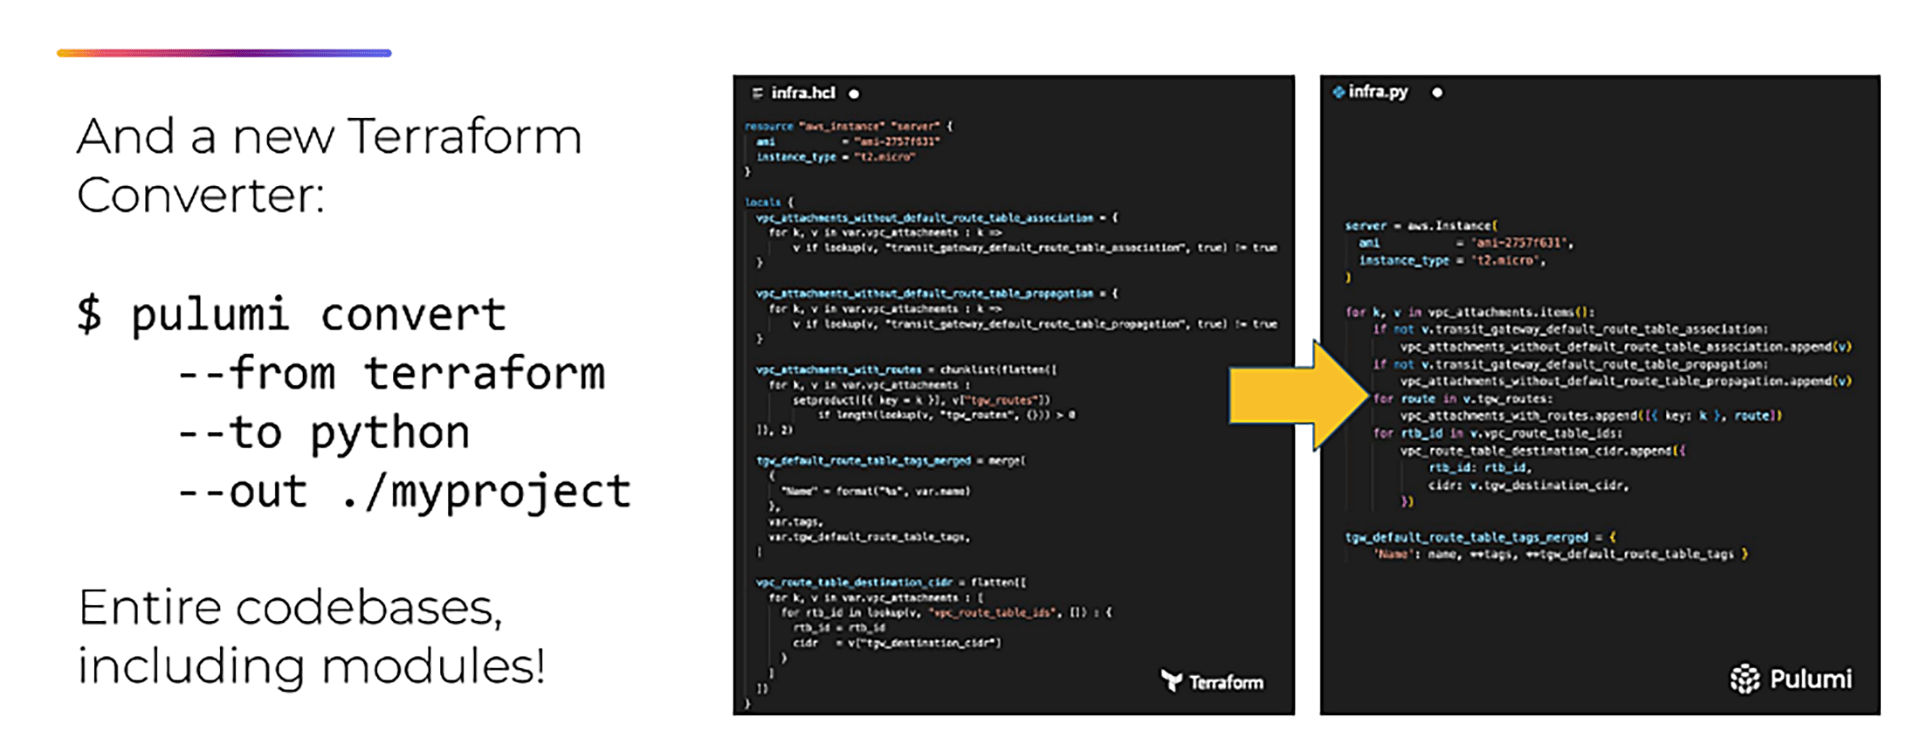 And a new Terraform
Converter:
$ pulumi convert
--from terraform
--to python
--out ./myproject
Entire codebases,
including modules!
infra.hcl
resource "aws_instance" "server" {
ami = "ami-2757f631"
instance_type = "t2.micro"
}
locals {
vpc_attachments_without_default_route_table_association = {
for k, v in var.vpc_attachments : k =>
v if lookup(v, "transit_gateway_default_route_table_association", true) != true
}
vpc_attachments_without_default_route_table_propagation = {
for k, v in var.vpc_attachments : k =>
v if lookup(v, "transit_gateway_default_route_table_propagation", true) != true
}
vpc_attachments_with_routes = chunklist(flatten([
for k, v in var.vpc_attachments :
setproduct([{ key = k }], v["tgw_routes"])
if length(lookup(v, "tgw_routes", {})) > 0
]), 2)
tgw_default_route_table_tags_merged = merge(
{
"Name" = format("%s", var.name)
},
var.tags,
var.tgw_default_route_table_tags,
)
vpc_route_table_destination_cidr = flatten([
for k, v in var.vpc_attachments : [
for rtb_id in lookup(v, "vpc_route_table_ids", []) : {
rtb_id = rtb_id
cidr = v["tgw_destination_cidr"]
}
]
])
}
Terraform
infra.py
server = aws.Instance(
ami = 'ami-2757f631',
instance_type = 't2.micro',
)
for k, v in vpc_attachments.items():
if not v.transit_gateway_default_route_table_association:
vpc_attachments_without_default_route_table_association.append(v)
if not v.transit_gateway_default_route_table_propagation:
vpc_attachments_without_default_route_table_propagation.append(v)
for route in v.tgw_routes:
vpc_attachments_with_routes.append([{ key: k }, route])
for rtb_id in v.vpc_route_table_ids:
vpc_route_table_destination_cidr.append({
rtb_id: rtb_id,
cidr: v.tgw_destination_cidr,
})
tgw_default_route_table_tags_merged = {
'Name': name, **tags, **tgw_default_route_table_tags }
Pulumi